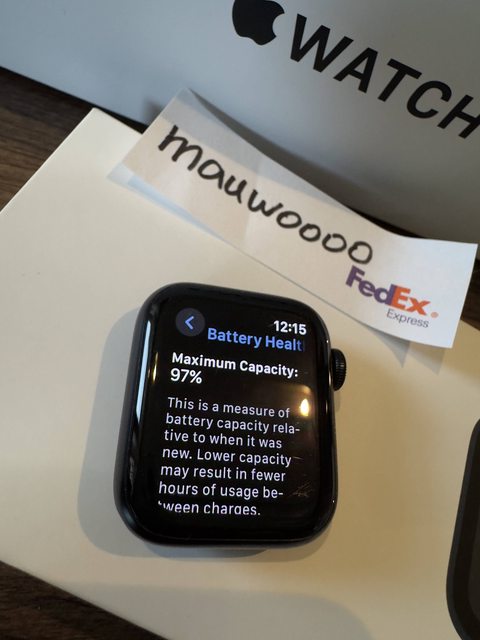 WATCH
mauwoooo
FedEx®
Express
12:15
Battery Healt
Maximum Capacity:
97%
This is a measure of
battery capacity rela-
tive to when it was
new. Lower capacity
may result in fewer
hours of usage be-
tween charges.